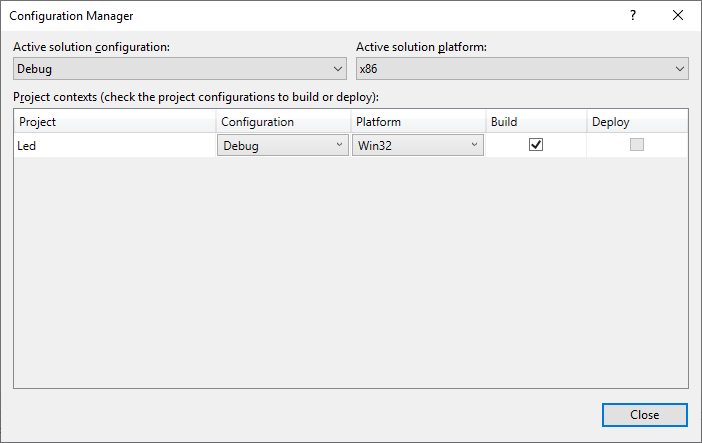 Configuration Manager
?
Active solution configuration: Active solution platform:
Debug x86
Project contexts (check the project configurations to build or deploy):
Project Configuration Platform Build Deploy
Led Debug Win32
Close